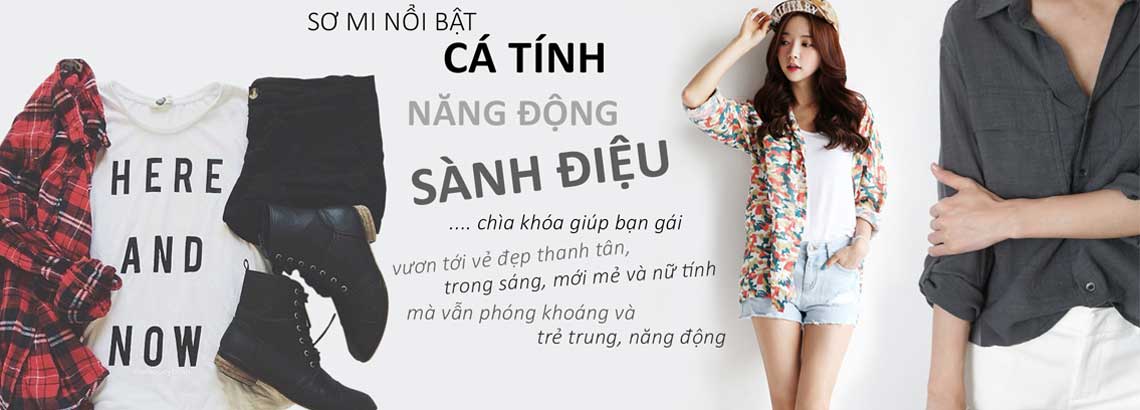 SƠ MI NỔI BẬT
CÁ TÍNH
NĂNG ĐỘNG
SÀNH ĐIỆU
.... chìa khóa giúp bạn gái
vươn tới vẻ đẹp thanh tân,
trong sáng, mới mẻ và nữ tính
mà vẫn phóng khoáng và
trẻ trung, năng động
HERE
AND
NOW